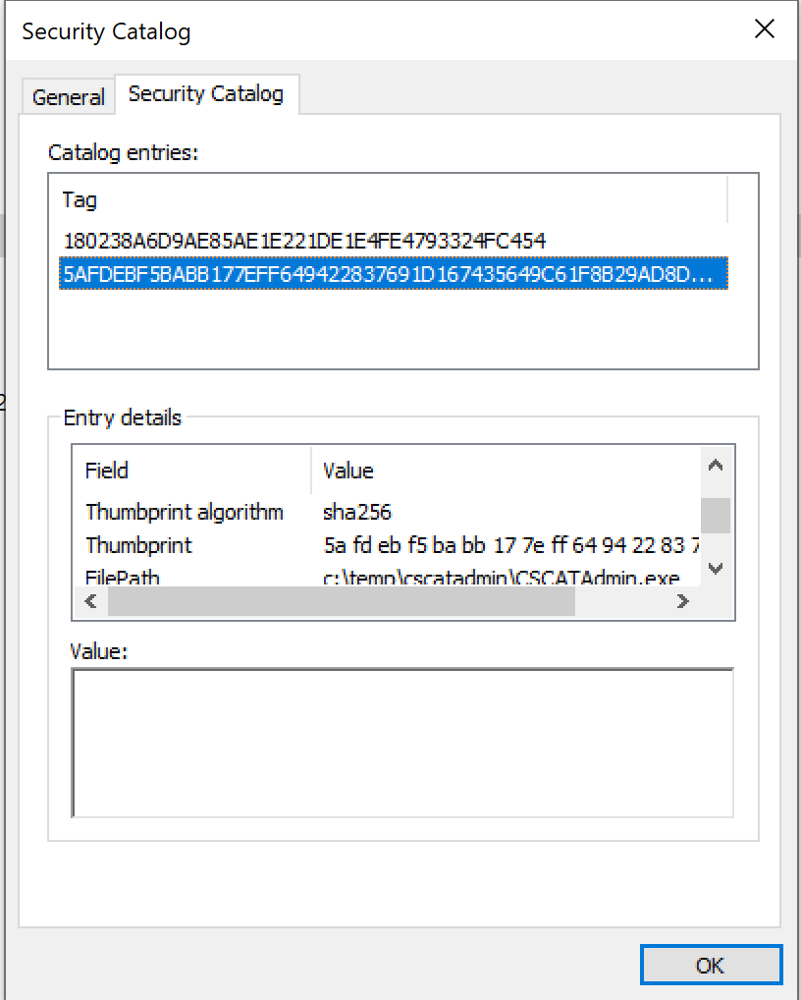 Security Catalog
General
Security Catalog
Catalog entries:
Tag
180238A6D9AE85AE1E221DE1E4FE4793324FC454
5AFDEBF5BABB177EFF649422837691D167435649C61F8B29AD8D...
Entry details
Field Value
Thumbprint algorithm sha256
Thumbprint 5a fd eb f5 ba bb 17 7e ff 64 94 22 83 7
FilePath c:\temp\cscatadmin\CSCATAdmin.exe
Value:
OK